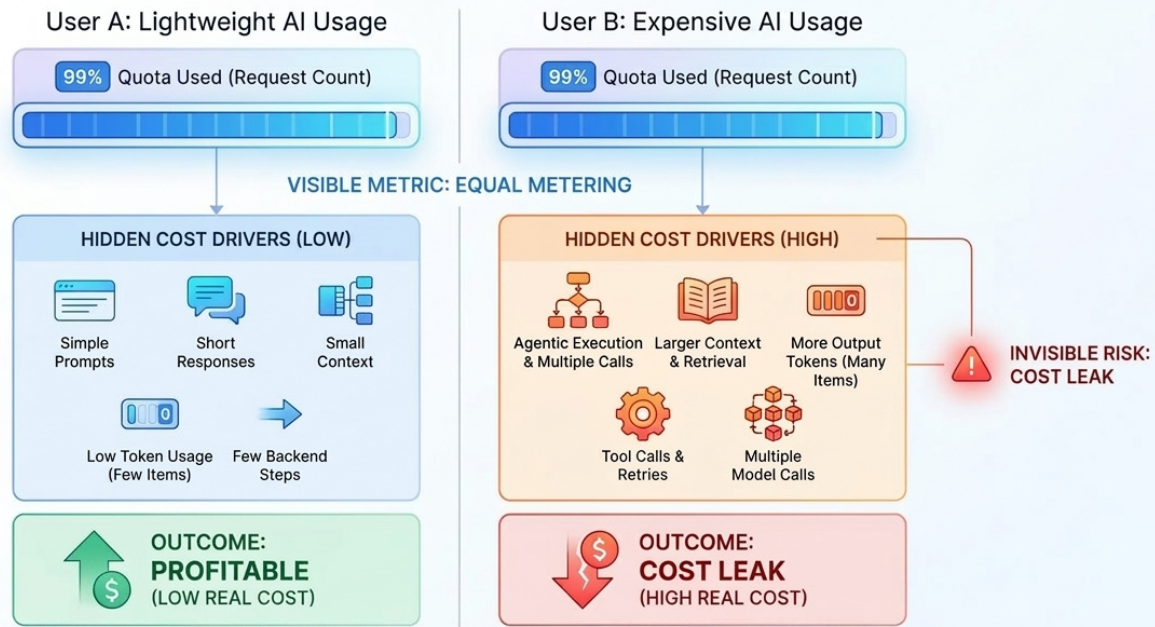 User A: Lightweight AI Usage
99% Quota Used (Request Count)
User B: Expensive AI Usage
99% Quota Used (Request Count)
VISIBLE METRIC: EQUAL METERING
HIDDEN COST DRIVERS (LOW)
Simple
Prompts
Short
Responses
Small
Context
0
Low Token Usage
(Few Items)
Few Backend
Steps
OUTCOME:
PROFITABLE
(LOW REAL COST)
$
HIDDEN COST DRIVERS (HIGH)
Agentic Execution
& Multiple Calls
Larger Context
& Retrieval
0
More Output
Tokens (Many
Items)
Tool Calls &
Retries
Multiple
Model Calls
!
INVISIBLE RISK:
COST LEAK
$
OUTCOME:
COST LEAK
(HIGH REAL COST)